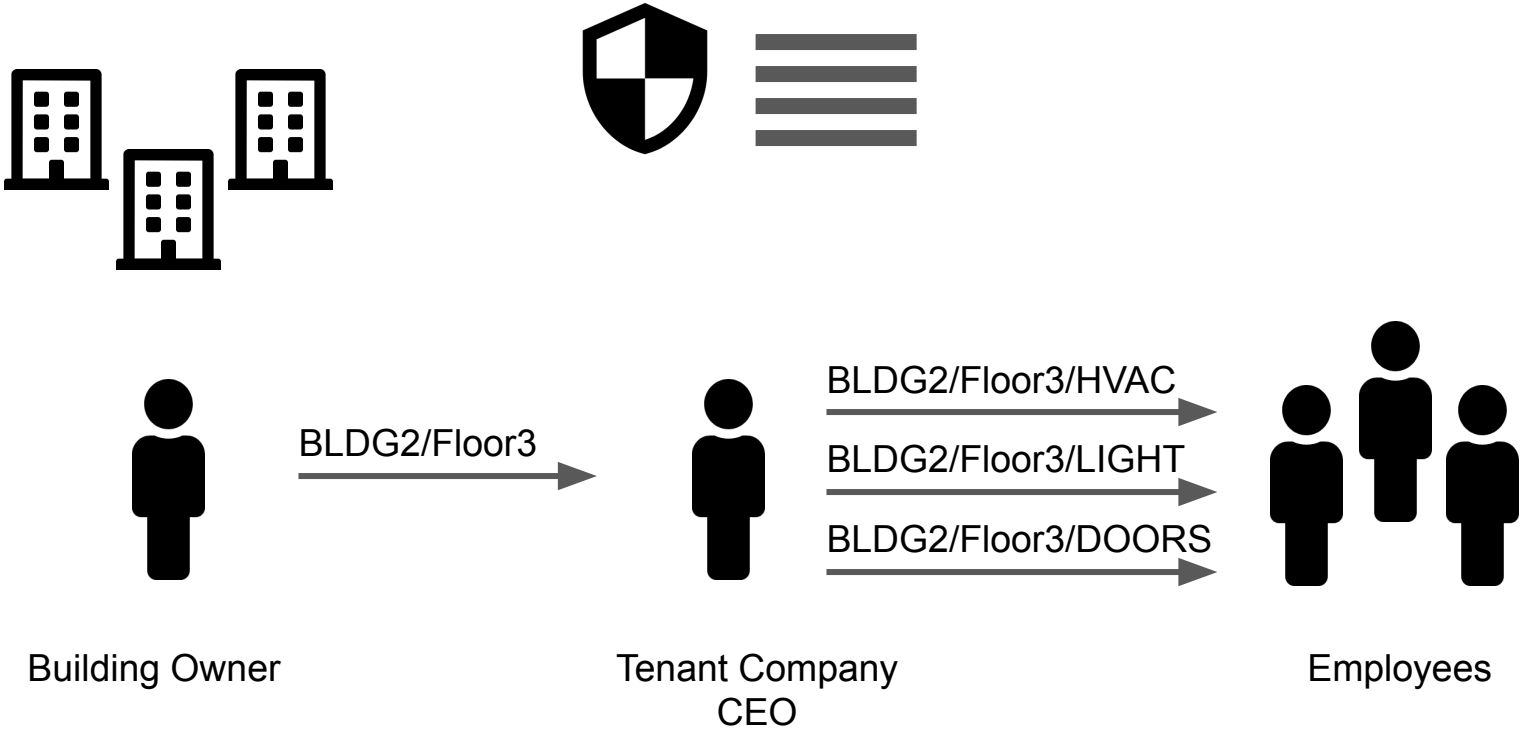 BLDG2/Floor3
BLDG2/Floor3/HVAC
BLDG2/Floor3/LIGHT
BLDG2/Floor3/DOORS
Building Owner
Tenant Company
CEO
Employees